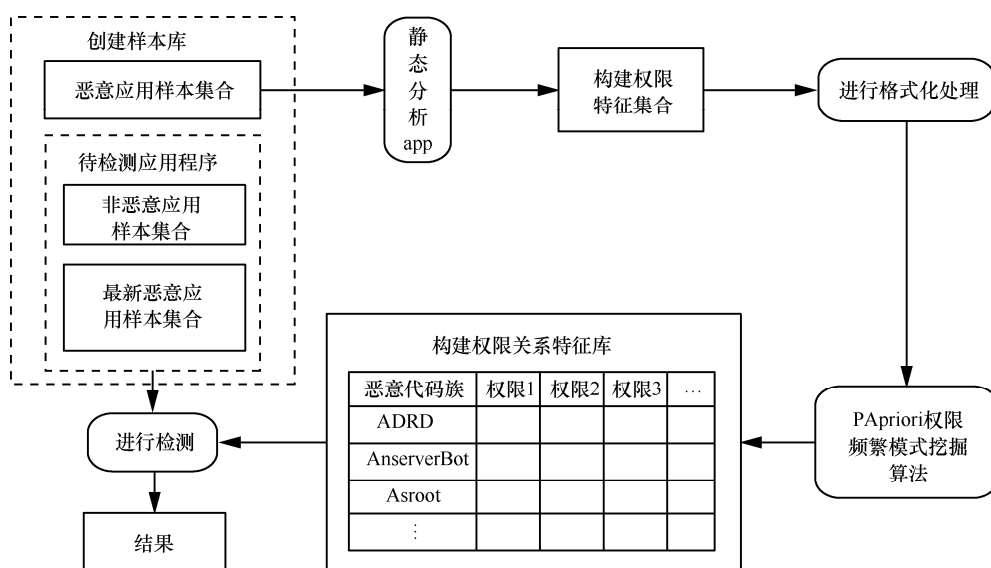 创建样本库
恶意应用样本集合
待检测应用程序
非恶意应用
样本集合
最新恶意应
用样本集合
静
态
分
析
app
构建权限
特征集合
进行格式化处理
PApriori权限
频繁模式挖掘
算法
构建权限关系特征库
恶意代码族 权限1 权限2 权限3 …
ADRD
AnserverBot
Asroot
⋮
进行检测
结果